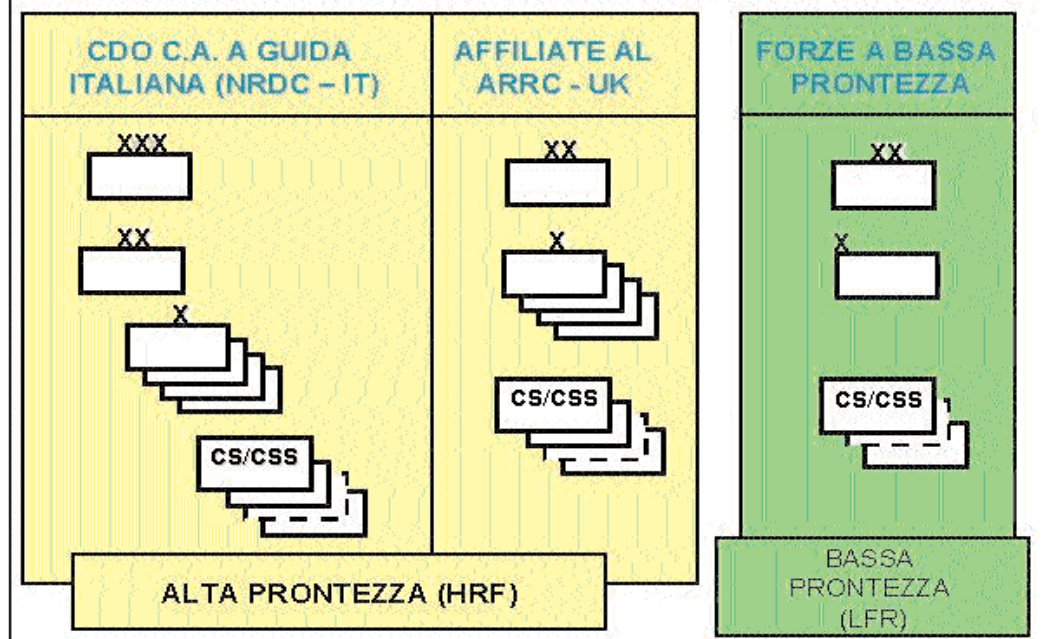 CDO C.A. A GUIDA
ITALIANA (NRDC – IT)
XXX
XX
X
CS/CSS
AFFILIATE AL
ARRC - UK
XX
X
CS/CSS
ALTA PRONTEZZA (HRF)
FORZE A BASSA
PRONTEZZA
XX
X
CS/CSS
BASSA
PRONTEZZA
(LFR)